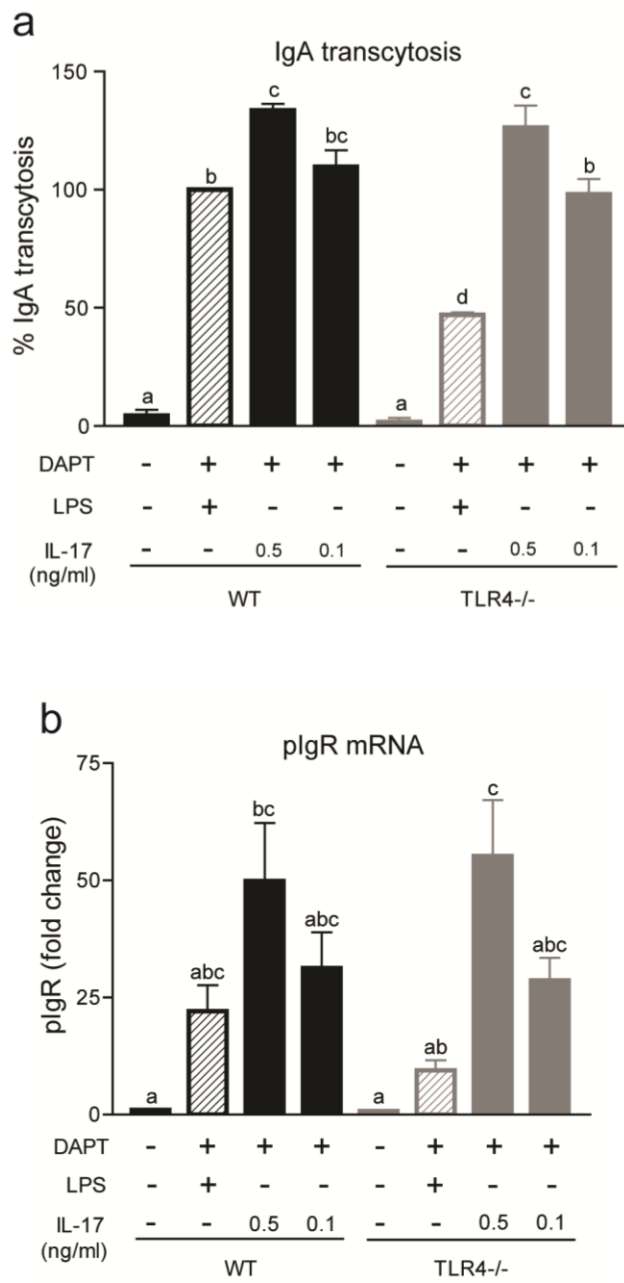 a
IgA transcytosis
% IgA transcytosis
150
100
50
0
a b c bc a d c b
DAPT - + + + - + + +
LPS - + - - - + - -
IL-17 (ng/ml) - - 0.5 0.1 - - 0.5 0.1
WT TLR4-/-
b
pIgR mRNA
pIgR (fold change)
75
50
25
0
a abc bc abc a ab c abc
DAPT - + + + - + + +
LPS - + - - - + - -
IL-17 (ng/ml) - - 0.5 0.1 - - 0.5 0.1
WT TLR4-/-